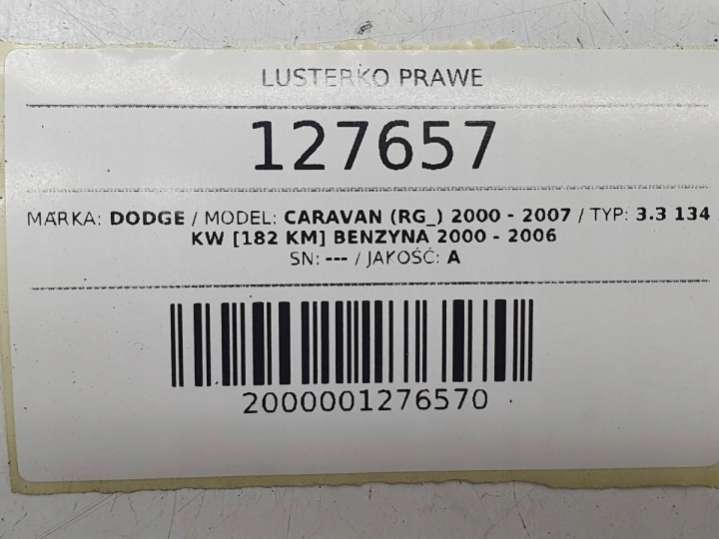 LUSTERKO PRAWE
127657
MARKA: DODGE / MODEL: CARAVAN (RG_) 2000 - 2007 / TYP: 3.3 134
KW [182 KM] BENZYNA 2000 - 2006
SN: --- / JAKOŚĆ: A
2000001276570